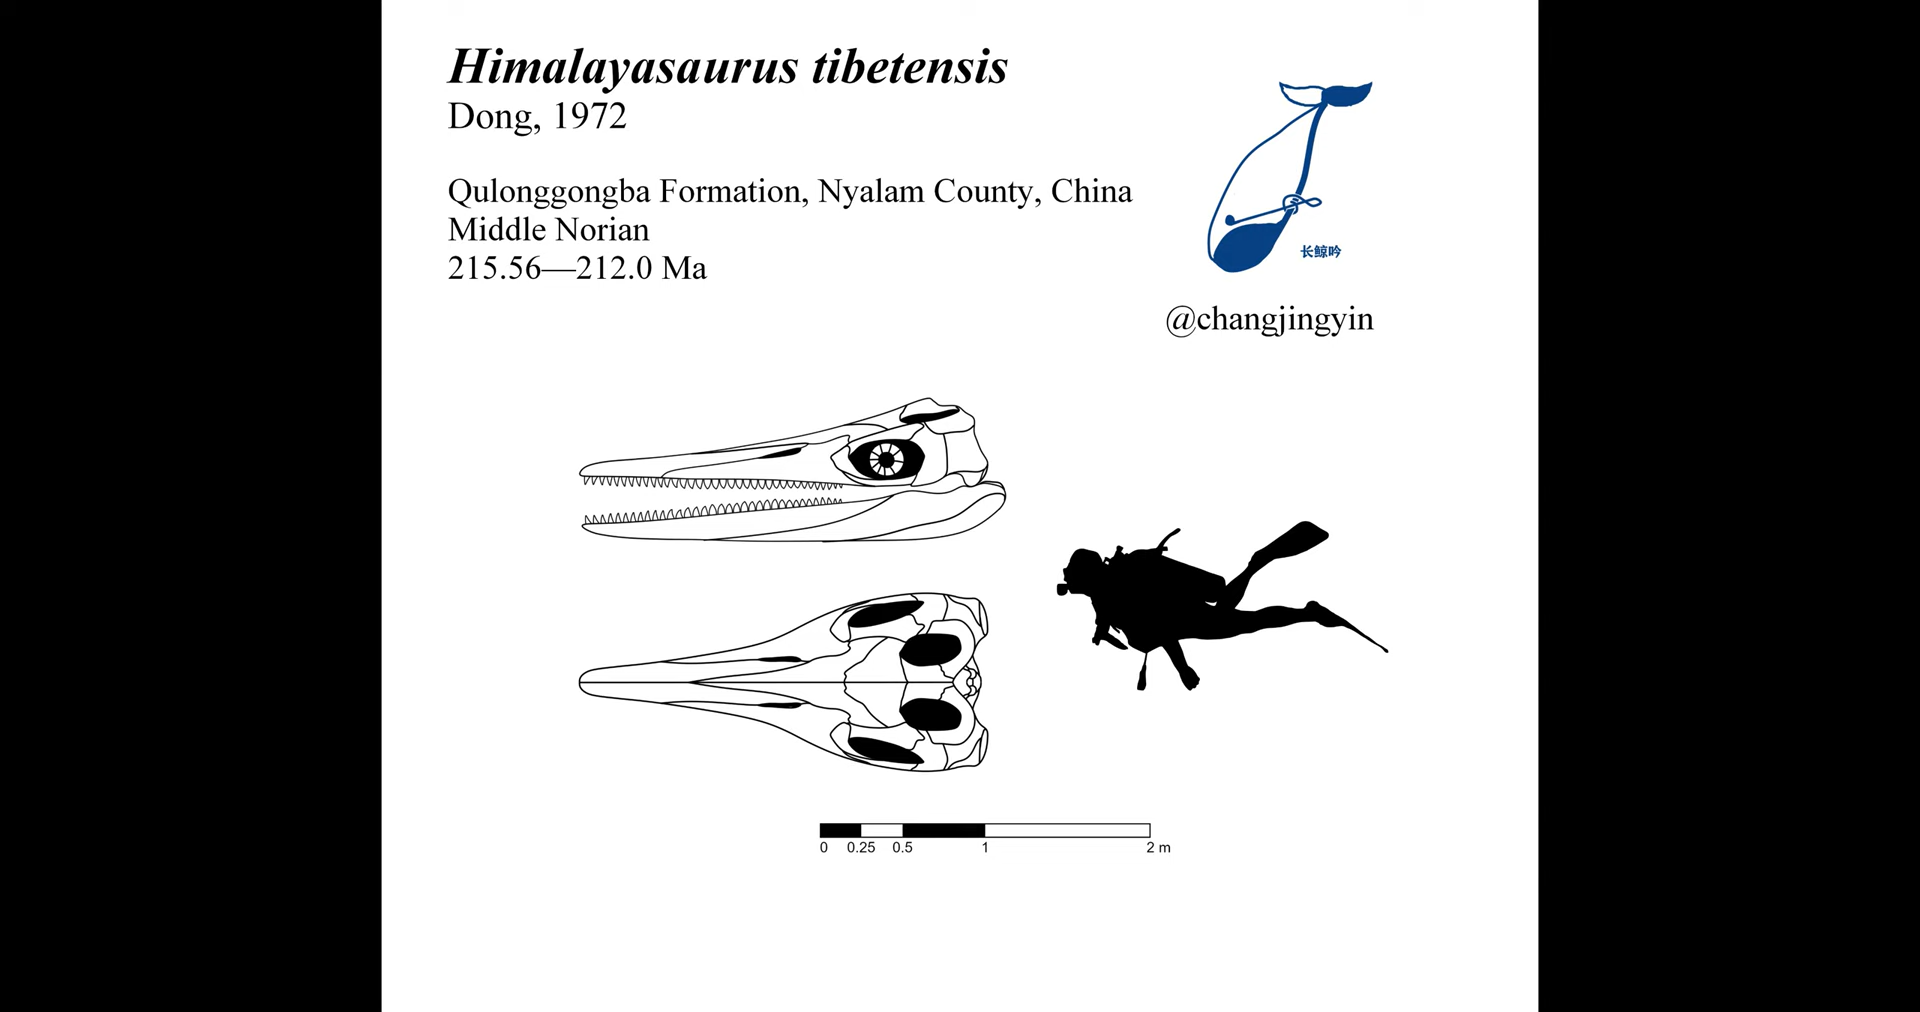 Himalayasaurus tibetensis
Dong, 1972
Qulonggongba Formation, Nyalam County, China
Middle Norian
215.56—212.0 Ma
长鲸吟
@changjingyin
0 0.25 0.5 1 2 m